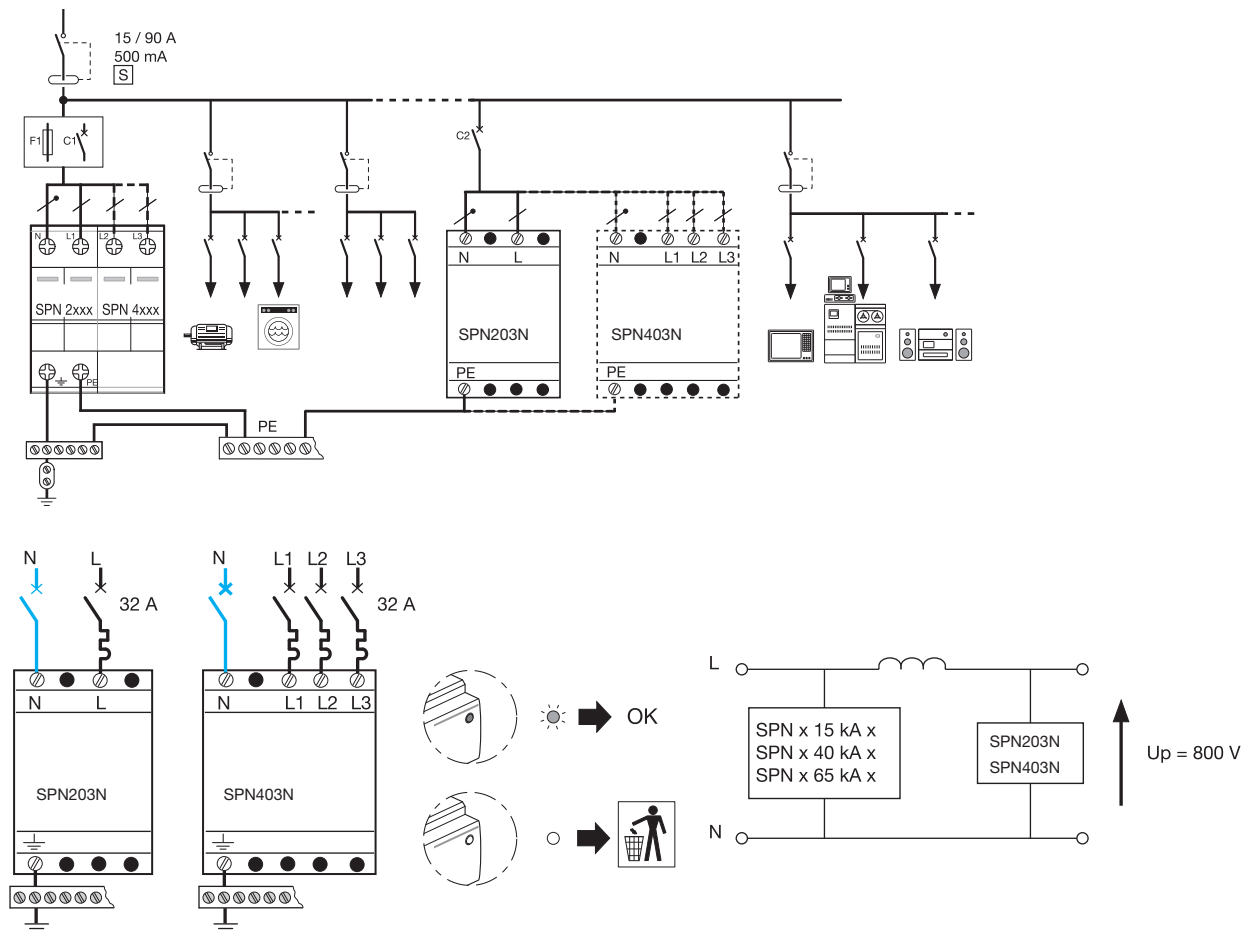 15 / 90 A
500 mA
S
F1 C1
C2
N L1 L2 L3
SPN 2xxx SPN 4xxx
PE
N L
SPN203N
PE
N L1 L2 L3
SPN403N
PE
PE
N L
32 A
N L
SPN203N
N L1 L2 L3
32 A
N L1 L2 L3
SPN403N
OK
L
SPN x 15 kA x
SPN x 40 kA x
SPN x 65 kA x
SPN203N
SPN403N
Up = 800 V
N